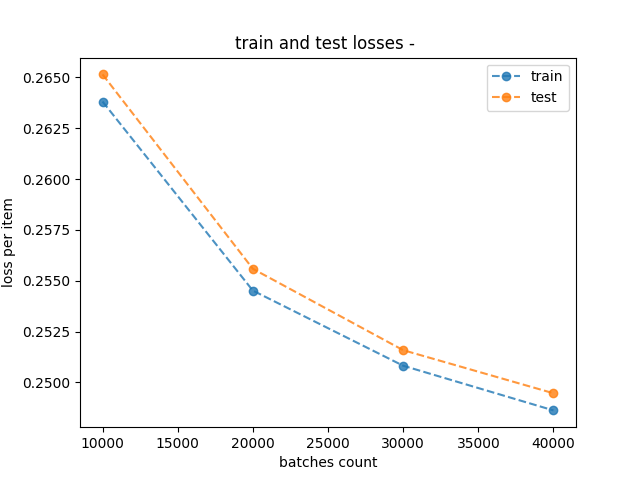 train and test losses -
train
test
0.2650
0.2625
0.2600
0.2575
0.2550
0.2525
0.2500
loss per item
10000 15000 20000 25000 30000 35000 40000
batches count